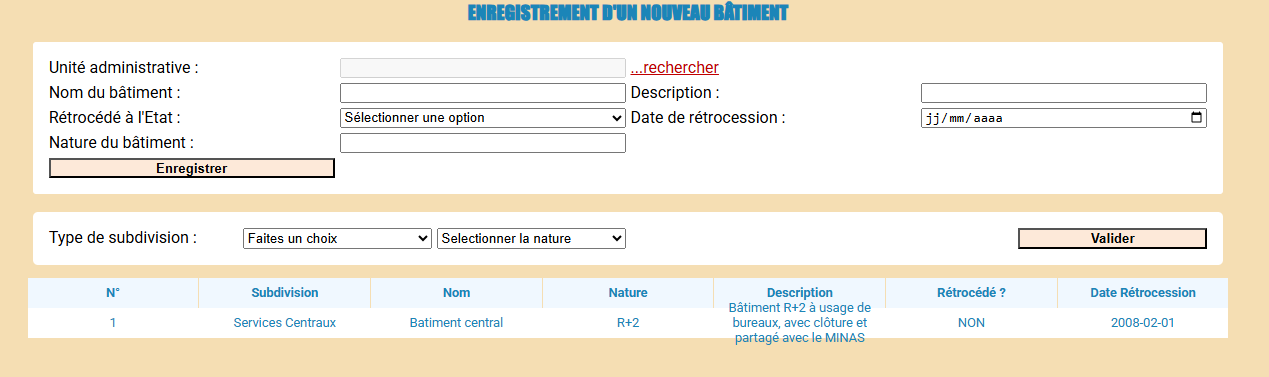 ENREGISTREMENT D'UN NOUVEAU BÂTIMENT
Unité administrative : ...rechercher
Nom du bâtiment : Description :
Rétrocédé à l'Etat : Sélectionner une option Date de rétrocession : jj/mm/aaaa
Nature du bâtiment :
Enregistrer
Type de subdivision : Faites un choix Selectionner la nature Valider
N° Subdivision Nom Nature Description Rétrocédé ? Date Rétrocession
1 Services Centraux Batiment central R+2 Bâtiment R+2 à usage de
bureaux, avec clôture et
partagé avec le MINAS
NON 2008-02-01